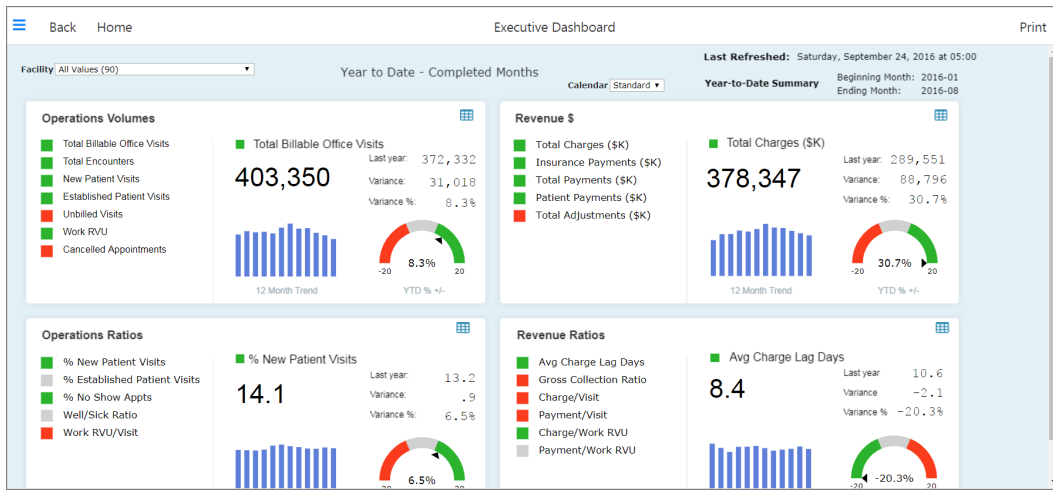 Back Home Executive Dashboard Print
Last Refreshed: Saturday, September 24, 2016 at 05:00
Facility All Values (90)
Year to Date - Completed Months
Calendar Standard
Year-to-Date Summary
Beginning Month: 2016-01
Ending Month: 2016-08
Operations Volumes
Total Billable Office Visits
Total Encounters
New Patient Visits
Established Patient Visits
Unbilled Visits
Work RVU
Cancelled Appointments
Total Billable Office Visits
403,350
Last year: 372,332
Variance: 31,018
Variance %: 8.3%
12 Month Trend
8.3%
-20 20
YTD % +/-
Revenue $
Total Charges ($K)
Insurance Payments ($K)
Total Payments ($K)
Patient Payments ($K)
Total Adjustments ($K)
Total Charges ($K)
378,347
Last year: 289,551
Variance: 88,796
Variance %: 30.7%
12 Month Trend
30.7%
-20 20
YTD % +/-
Operations Ratios
% New Patient Visits
% Established Patient Visits
% No Show Appts
Well/Sick Ratio
Work RVU/Visit
% New Patient Visits
14.1
Last year: 13.2
Variance: .9
Variance %: 6.5%
6.5%
-20 20
Revenue Ratios
Avg Charge Lag Days
Gross Collection Ratio
Charge/Visit
Payment/Visit
Charge/Work RVU
Payment/Work RVU
Avg Charge Lag Days
8.4
Last year 10.6
Variance -2.1
Variance % -20.3%
-20.3%
-20 20